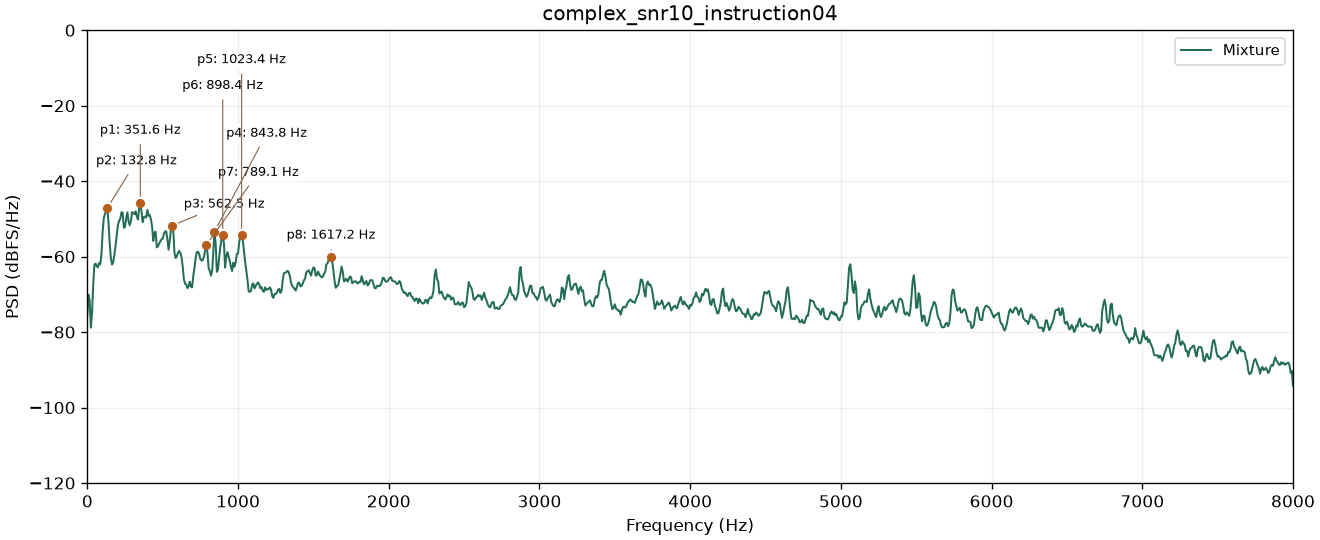 complex_snr10_instruction04
Mixture
p5: 1023.4 Hz
p6: 898.4 Hz
p1: 351.6 Hz
p4: 843.8 Hz
p2: 132.8 Hz
p7: 789.1 Hz
p3: 562.5 Hz
p8: 1617.2 Hz
PSD (dBFS/Hz)
0
−20
−40
−60
−80
−100
−120
0 1000 2000 3000 4000 5000 6000 7000 8000
Frequency (Hz)